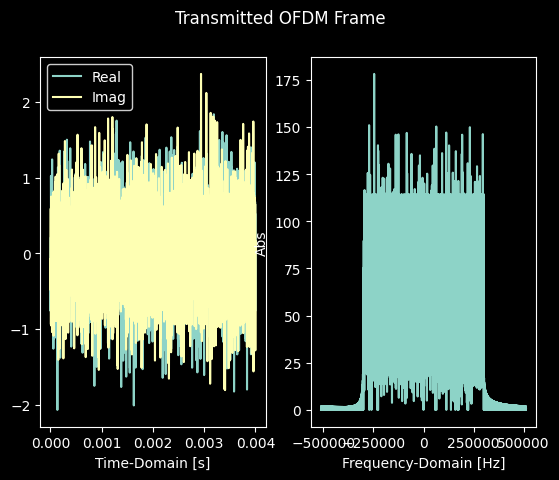 Transmitted OFDM Frame
Real
Imag
2
1
0
−1
−2
0.000 0.001 0.002 0.003 0.004
Time-Domain [s]
Abs
175
150
125
100
75
50
25
0
−500000 −250000 0 250000 500000
Frequency-Domain [Hz]